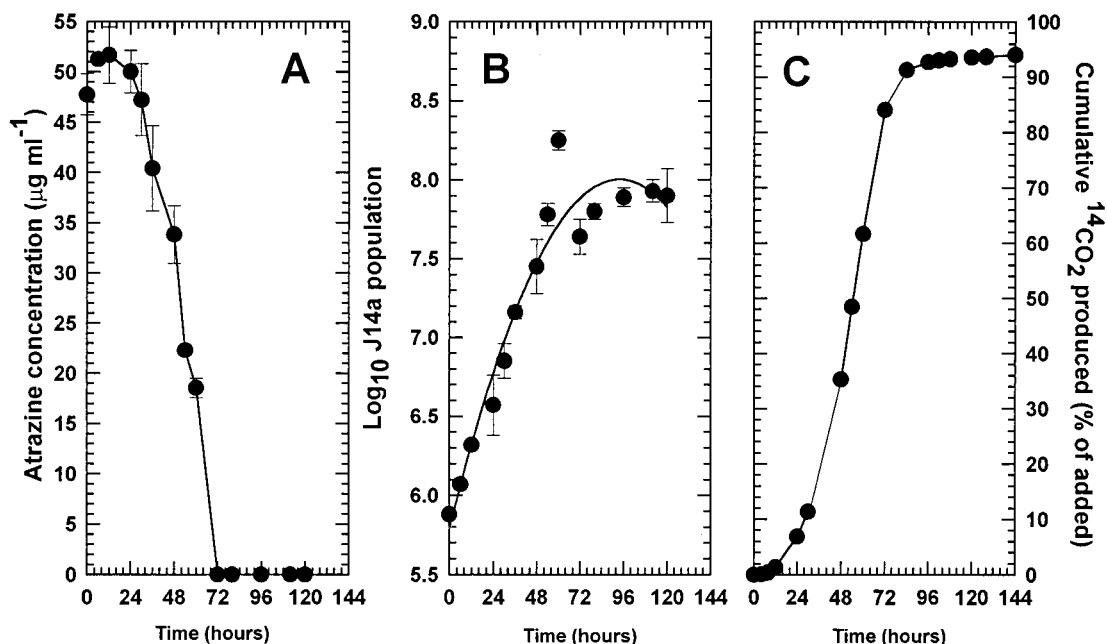 A
B
C
Atrazine concentration (µg ml⁻¹)
55
50
45
40
35
30
25
20
15
10
5
0
0 24 48 72 96 120 144
Time (hours)
Log₁₀ J14a population
9.0
8.5
8.0
7.5
7.0
6.5
6.0
5.5
0 24 48 72 96 120 144
Time (hours)
100
90
80
70
60
50
40
30
20
10
0
Cumulative ¹⁴CO₂ produced (% of added)
0 24 48 72 96 120 144
Time (hours)